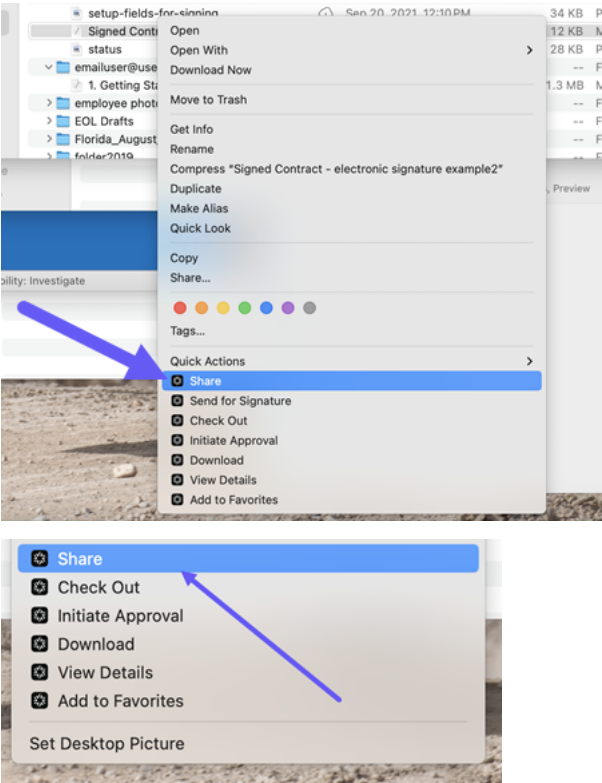 setup-fields-for-signing Sep 20, 2021, 12:10 PM 34 KB P
Signed Cont 12 KB M
status 28 KB P
emailuser@use -- F
1. Getting Sta 1.3 MB M
employee phot -- F
EOL Drafts -- F
Florida_August_ -- F
folder2019 -- F
Open
Open With
Download Now
Move to Trash
Get Info
Rename
Compress "Signed Contract - electronic signature example2"
Duplicate
Make Alias
Quick Look
Copy
Share...
Tags...
Quick Actions
Share
Send for Signature
Check Out
Initiate Approval
Download
View Details
Add to Favorites
e
, Preview
bility: Investigate
Share
Check Out
Initiate Approval
Download
View Details
Add to Favorites
Set Desktop Picture